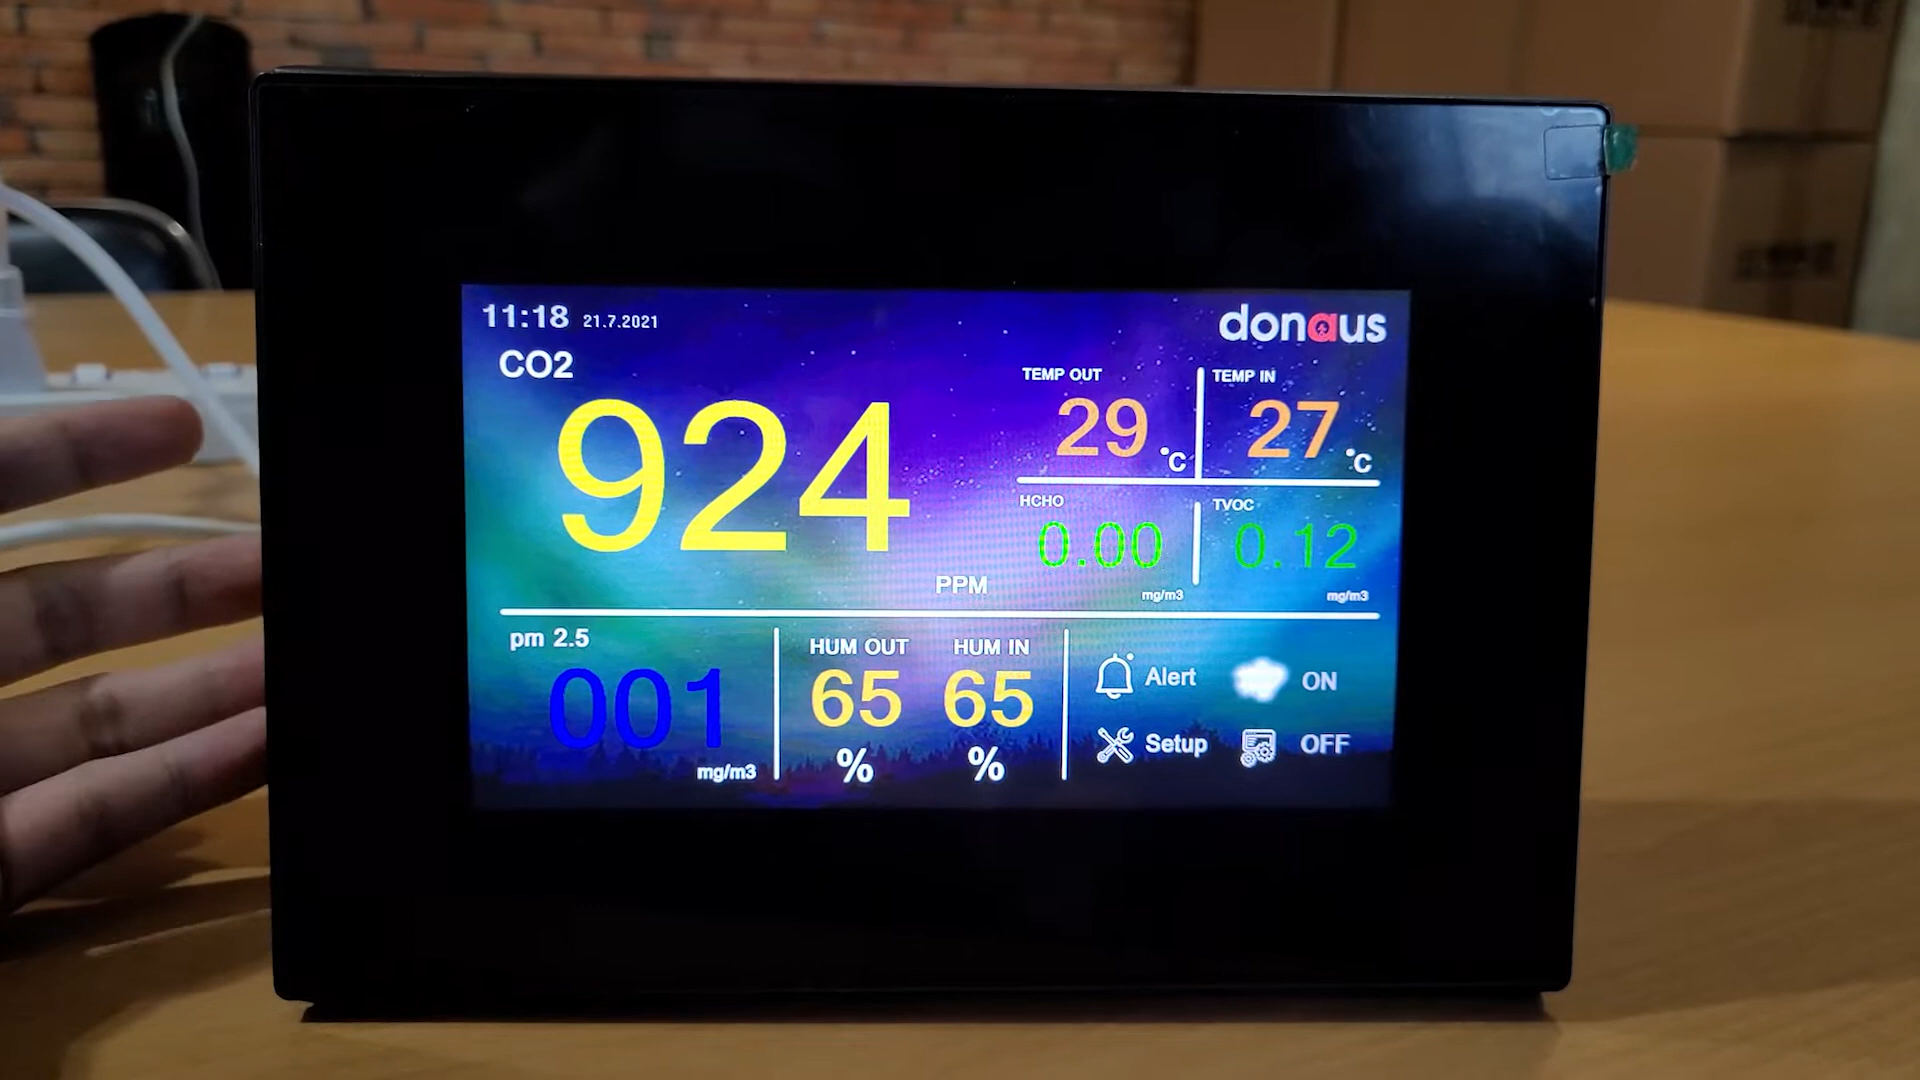 11:18 21.7.2021
donaus
CO2
924
PPM
TEMP OUT
29 °C
TEMP IN
27 °C
HCHO
0.00
mg/m3
TVOC
0.12
mg/m3
pm 2.5
001
mg/m3
HUM OUT
65
%
HUM IN
65
%
Alert
ON
Setup
OFF